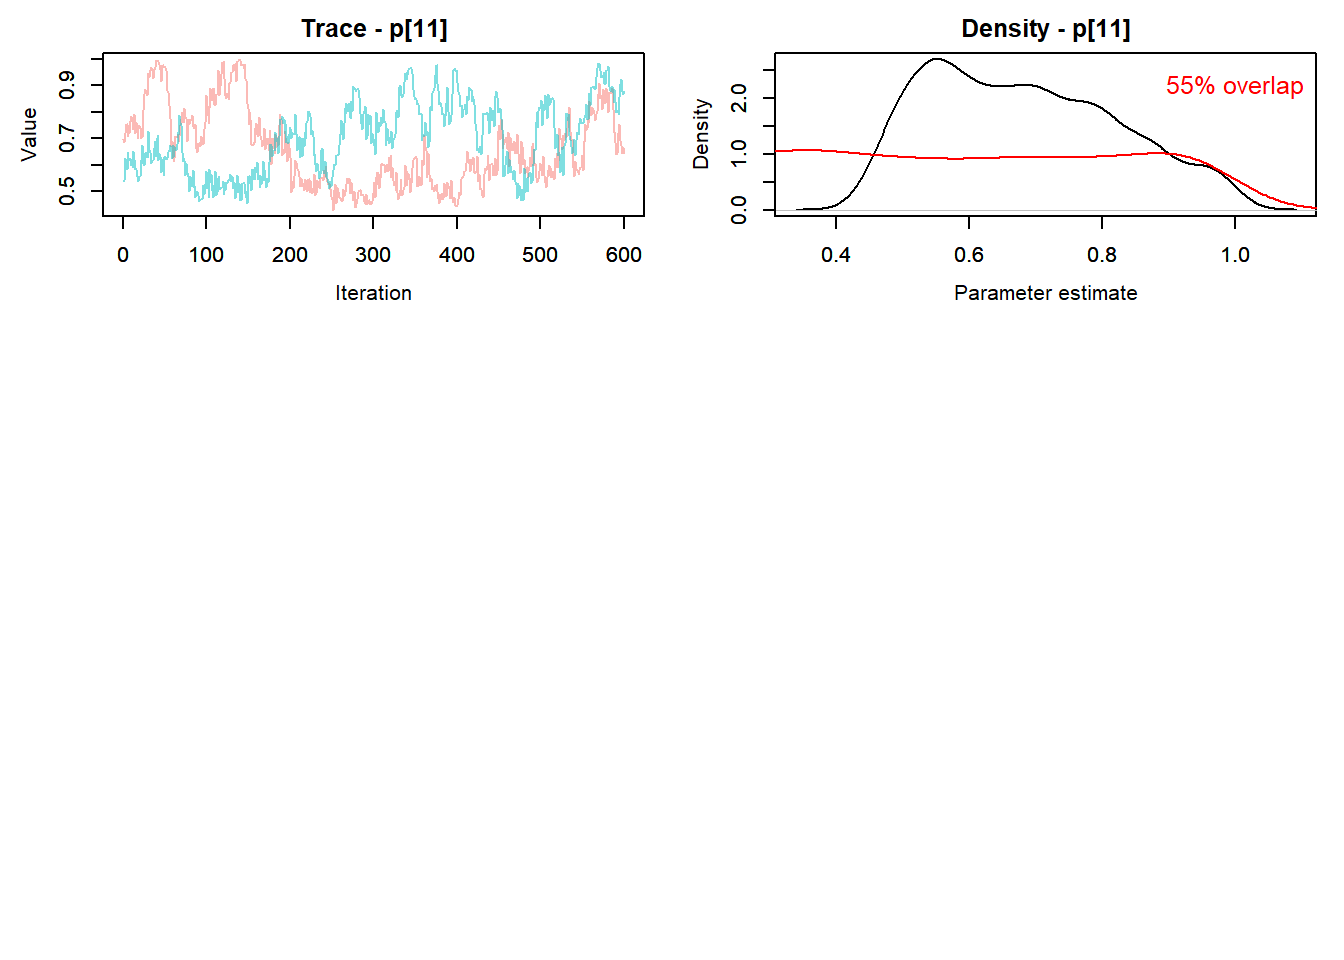 Trace - p[11]
Value
0.9
0.7
0.5
0
100
200
300
400
500
600
Iteration
Density - p[11]
Density
2.0
1.0
0.0
55% overlap
0.4
0.6
0.8
1.0
Parameter estimate